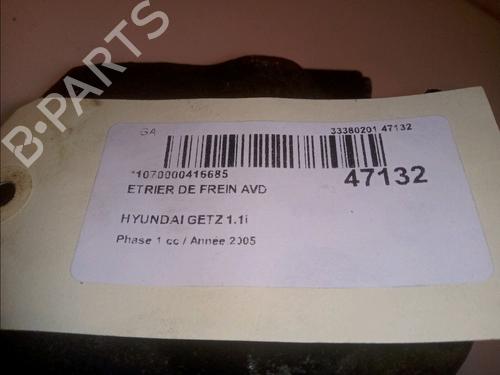 B-PARTS
GA 33380201 47132
*1070000416685 47132
ETRIER DE FREIN AVD
HYUNDAI GETZ 1.1i
Phase 1 cc / Année 2005